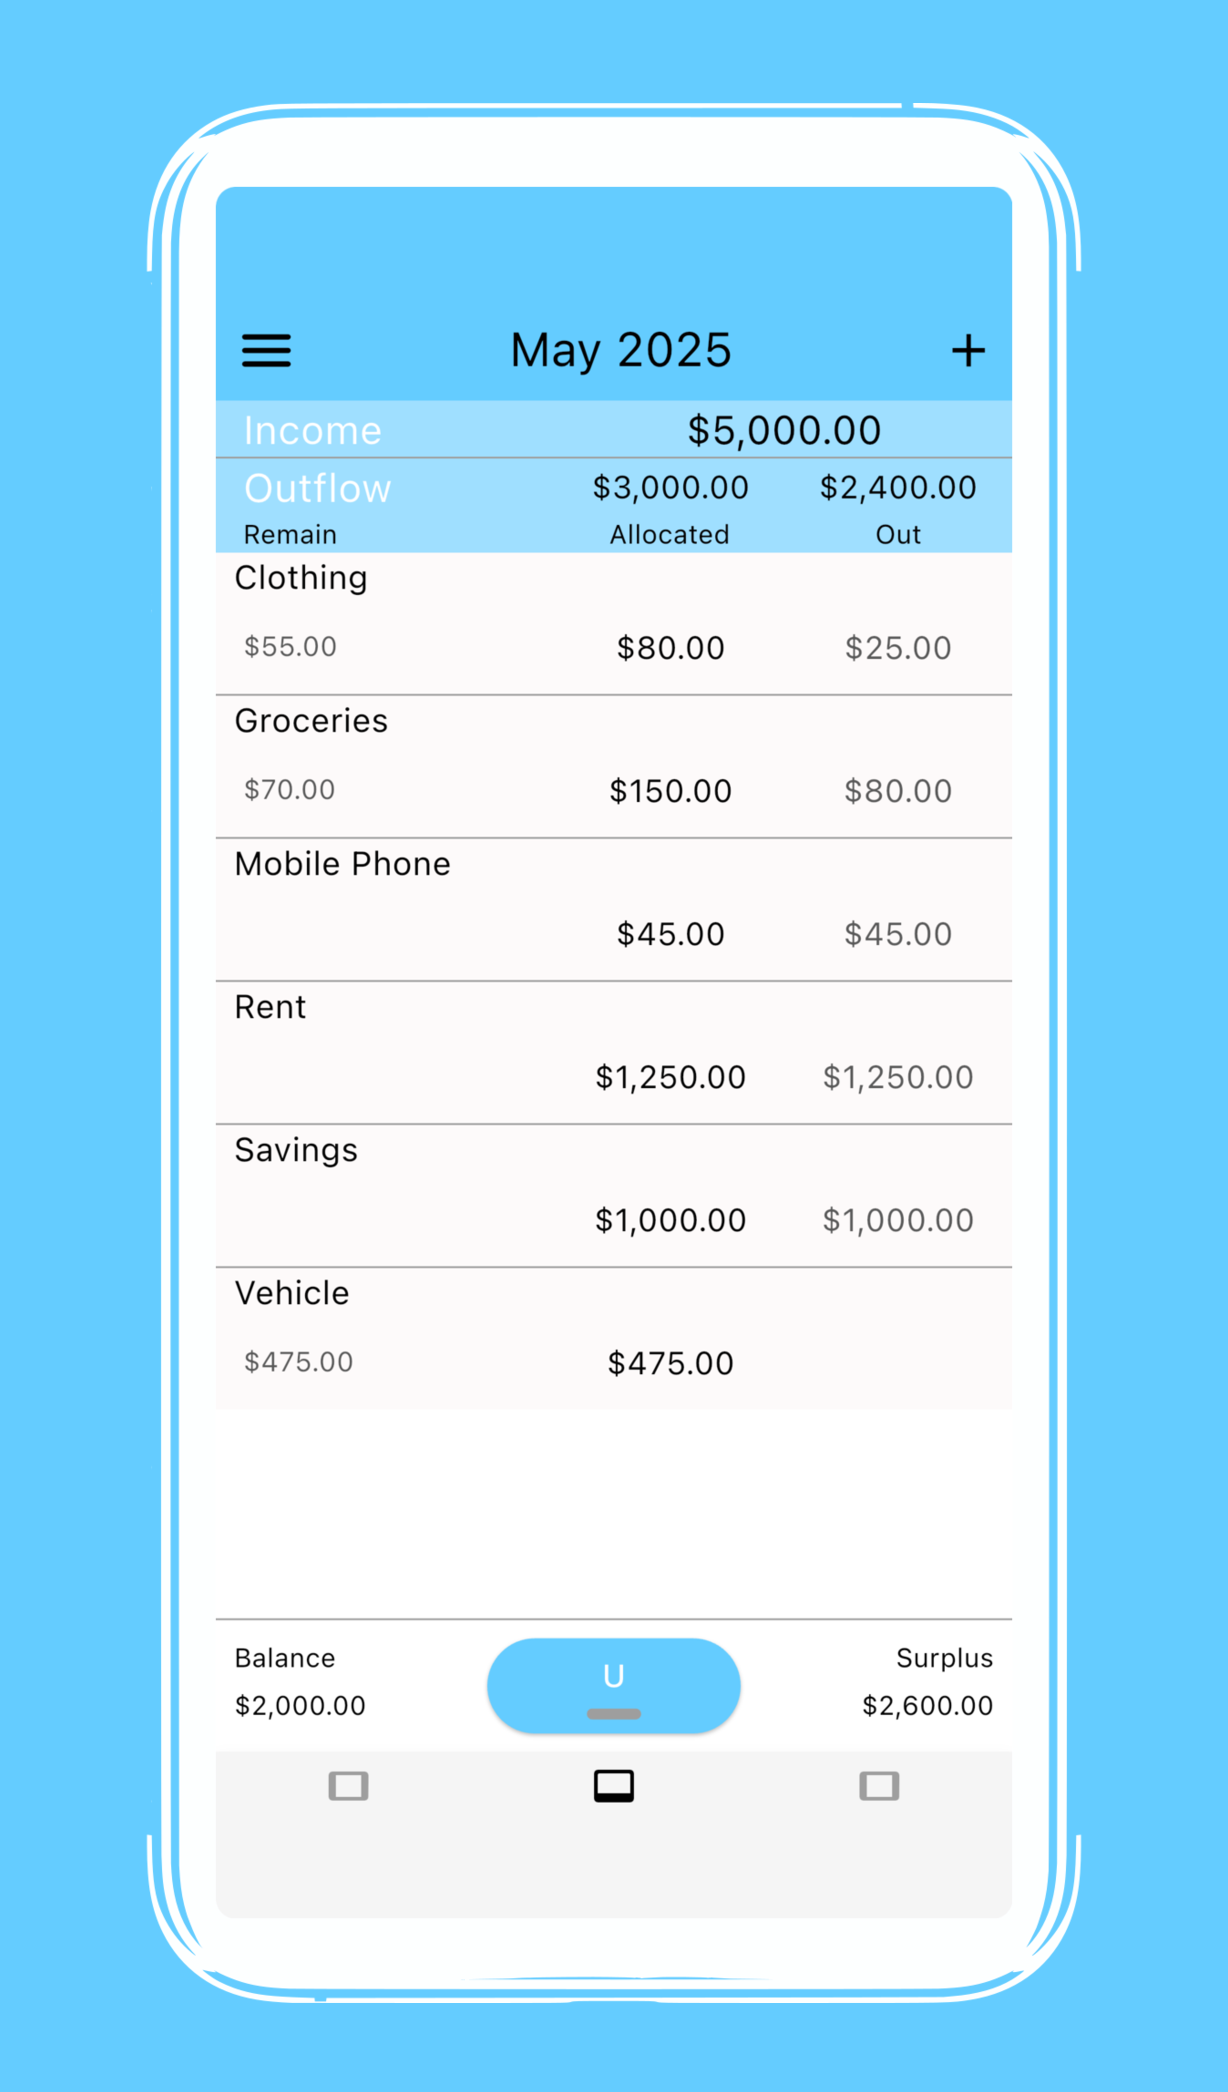 May 2025 +
Income $5,000.00
Outflow $3,000.00 $2,400.00
Remain Allocated Out
Clothing
$55.00 $80.00 $25.00
Groceries
$70.00 $150.00 $80.00
Mobile Phone
$45.00 $45.00
Rent
$1,250.00 $1,250.00
Savings
$1,000.00 $1,000.00
Vehicle
$475.00 $475.00
Balance U Surplus
$2,000.00 $2,600.00